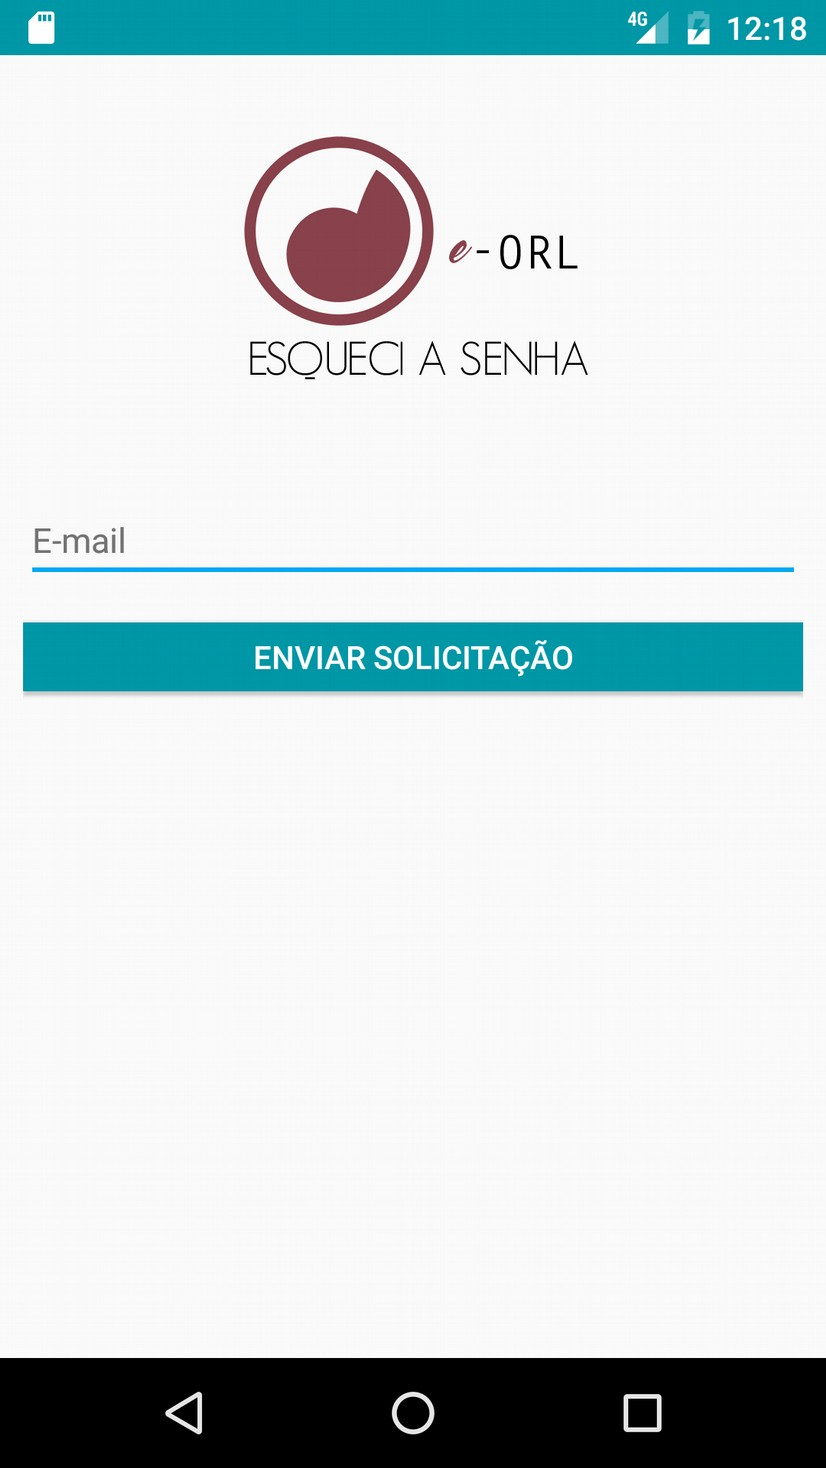 4G 12:18
e-ORL
ESQUECI A SENHA
E-mail
ENVIAR SOLICITAÇÃO